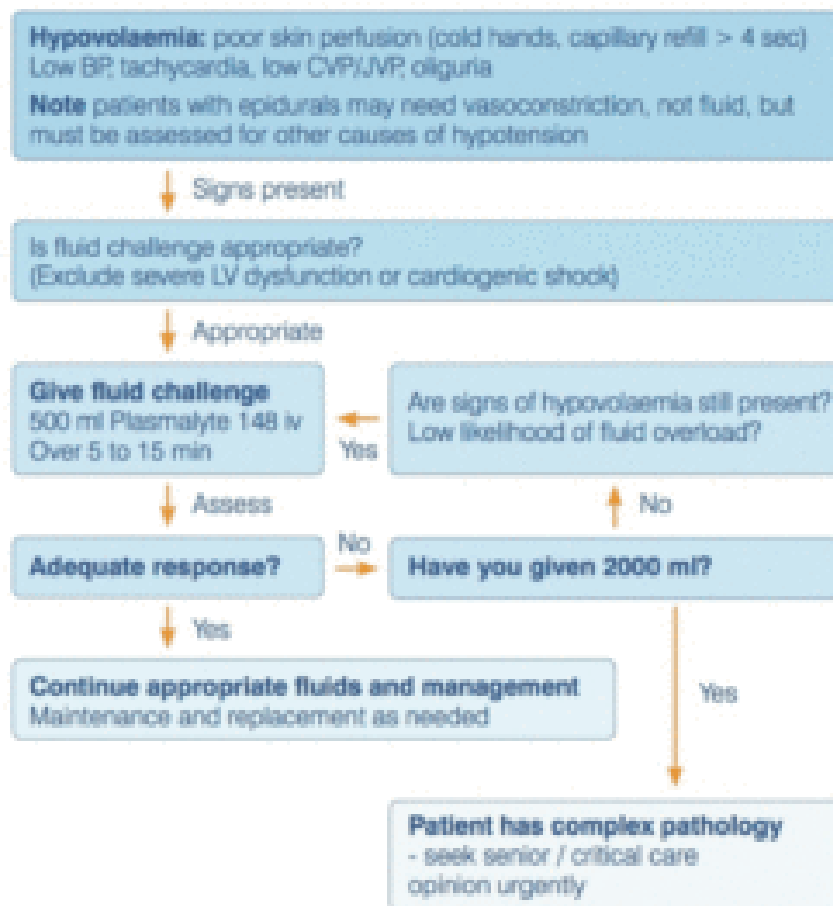 Hypovolaemia: poor skin perfusion (cold hands, capillary refill > 4 sec)
Low BP, tachycardia, low CVP/JVP, oliguria
Note patients with epidurals may need vasoconstriction, not fluid, but
must be assessed for other causes of hypotension
Signs present
Is fluid challenge appropriate?
(Exclude severe LV dysfunction or cardiogenic shock)
Appropriate
Give fluid challenge
500 ml Plasmalyte 148 iv
Over 5 to 15 min
Yes
Are signs of hypovolaemia still present?
Low likelihood of fluid overload?
Assess
No
Adequate response?
No
Have you given 2000 ml?
Yes
Continue appropriate fluids and management
Maintenance and replacement as needed
Yes
Patient has complex pathology
- seek senior / critical care
opinion urgently